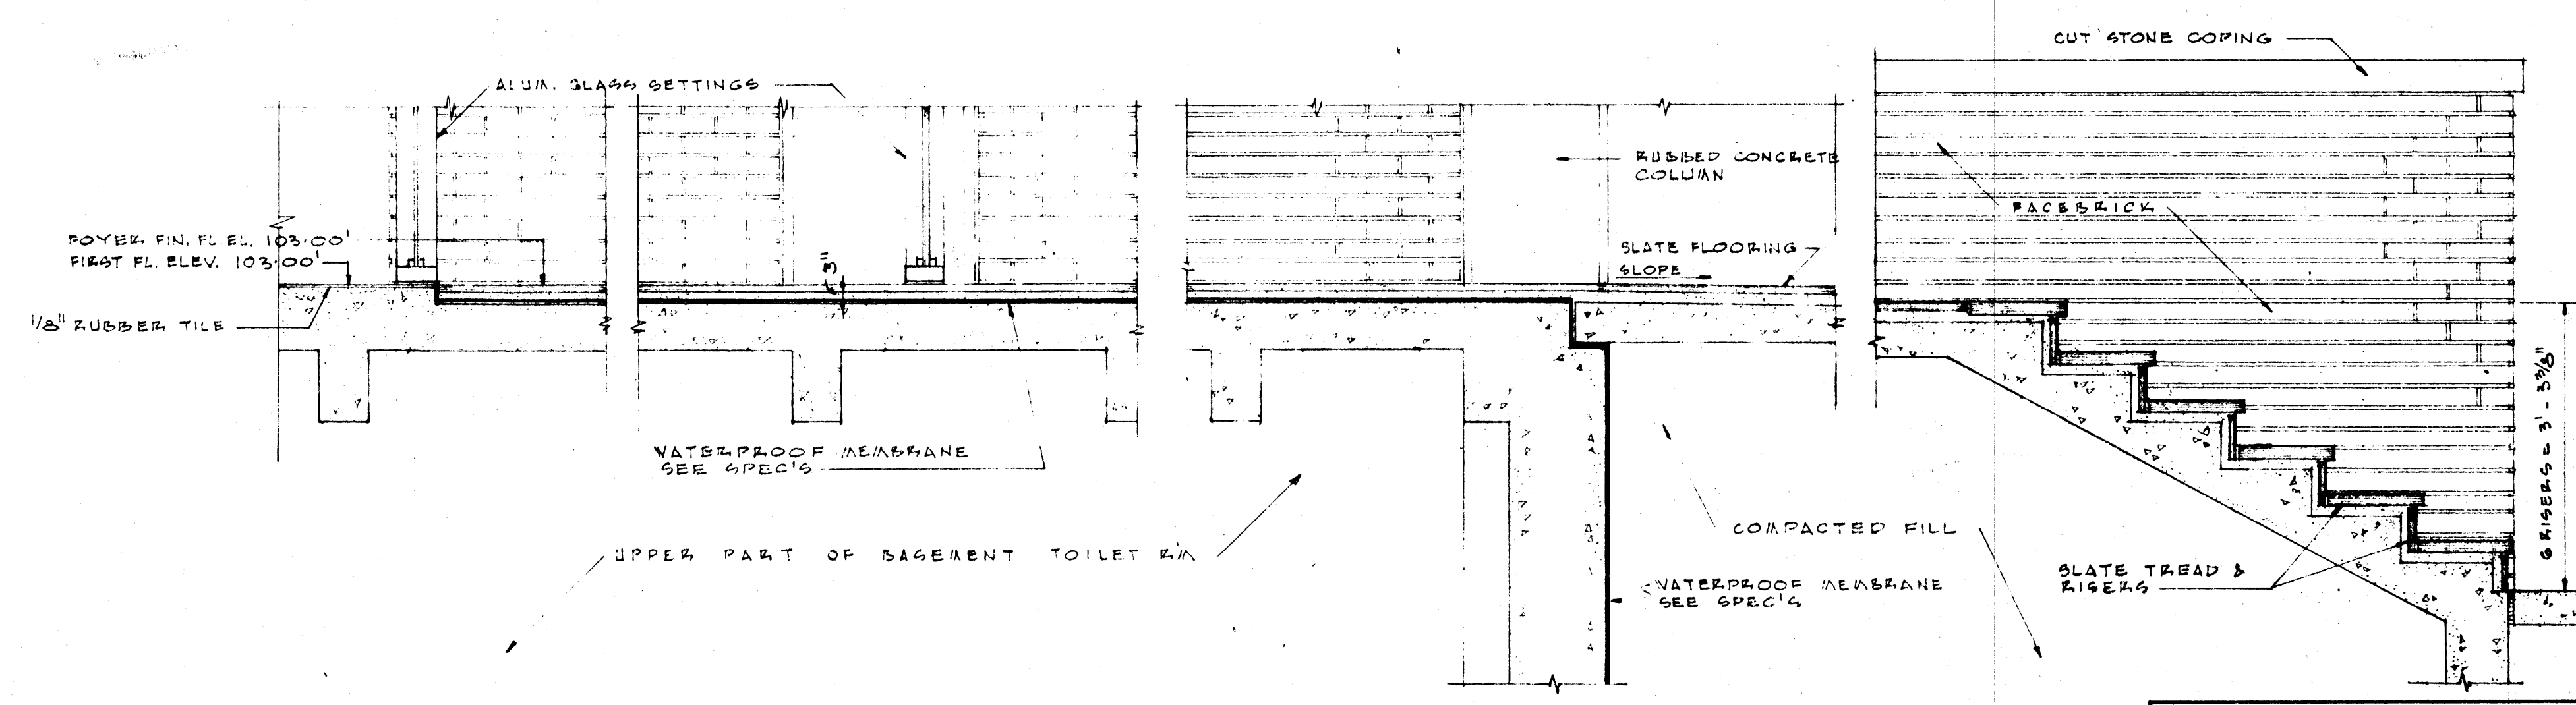 CUT STONE COPING
ALUM. GLASS SETTINGS
RUBBED CONCRETE
COLUMN
FACEBRICK
FOYER FIN. FL EL. 103.00'
FIRST FL. ELEV. 103.00'
3"
SLATE FLOORING
SLOPE
1/8" RUBBER TILE
6 RISERS = 3' - 3 3/8"
WATERPROOF MEMBRANE
SEE SPEC'S
UPPER PART OF BASEMENT TOILET RM
COMPACTED FILL
SLATE TREAD &
RISERS
WATERPROOF MEMBRANE
SEE SPEC'S